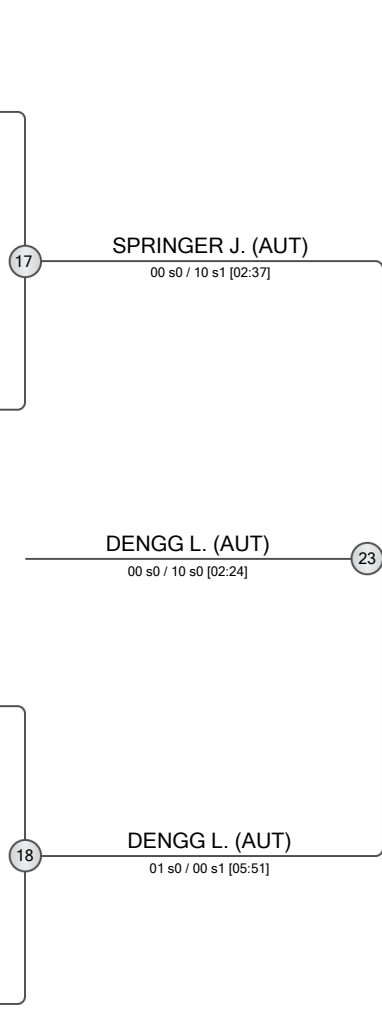 SPRINGER J. (AUT)
17
00 s0 / 10 s1 [02:37]
DENGG L. (AUT)
23
00 s0 / 10 s0 [02:24]
DENGG L. (AUT)
18
01 s0 / 00 s1 [05:51]